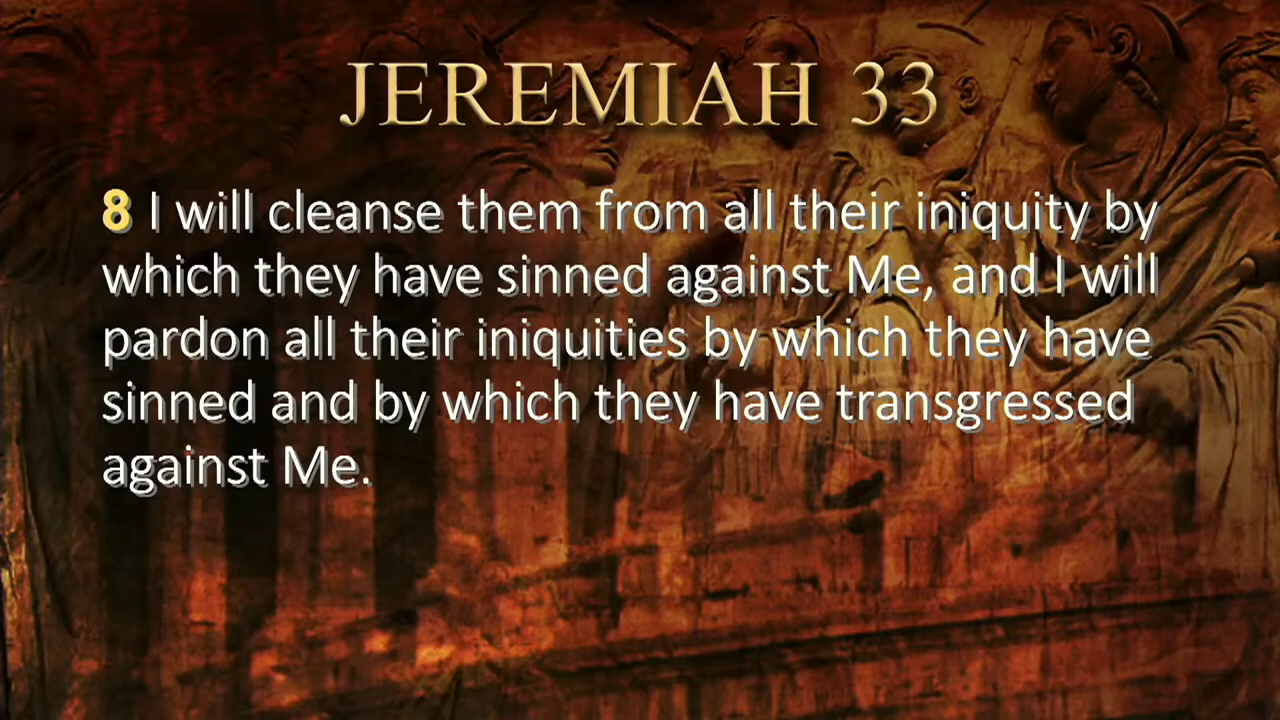 JEREMIAH 33
8 I will cleanse them from all their iniquity by
which they have sinned against Me, and I will
pardon all their iniquities by which they have
sinned and by which they have transgressed
against Me.